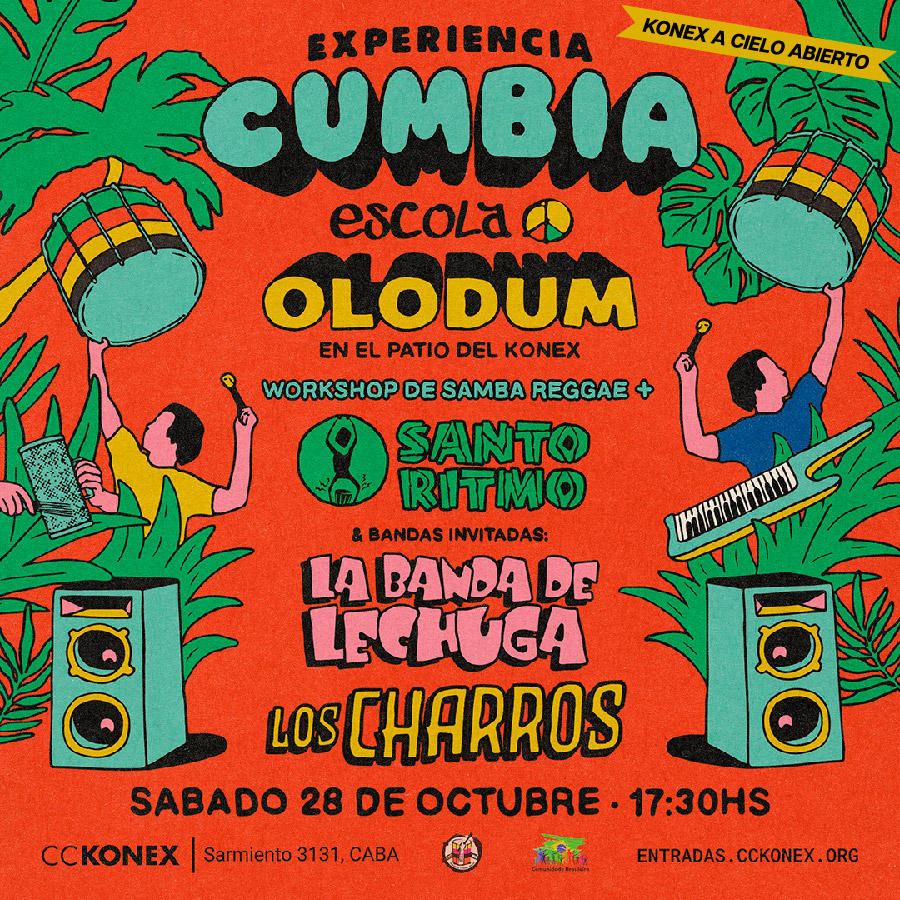 KONEX A CIELO ABIERTO
EXPERIENCIA
CUMBIA
escola
OLODUM
EN EL PATIO DEL KONEX
WORKSHOP DE SAMBA REGGAE +
SANTO
RITMO
& BANDAS INVITADAS:
LA BANDA DE
LECHUGA
LOS CHARROS
SABADO 28 DE OCTUBRE · 17:30HS
CCKONEX | Sarmiento 3131, CABA
Comunidade Brasileira
ENTRADAS.CCKONEX.ORG